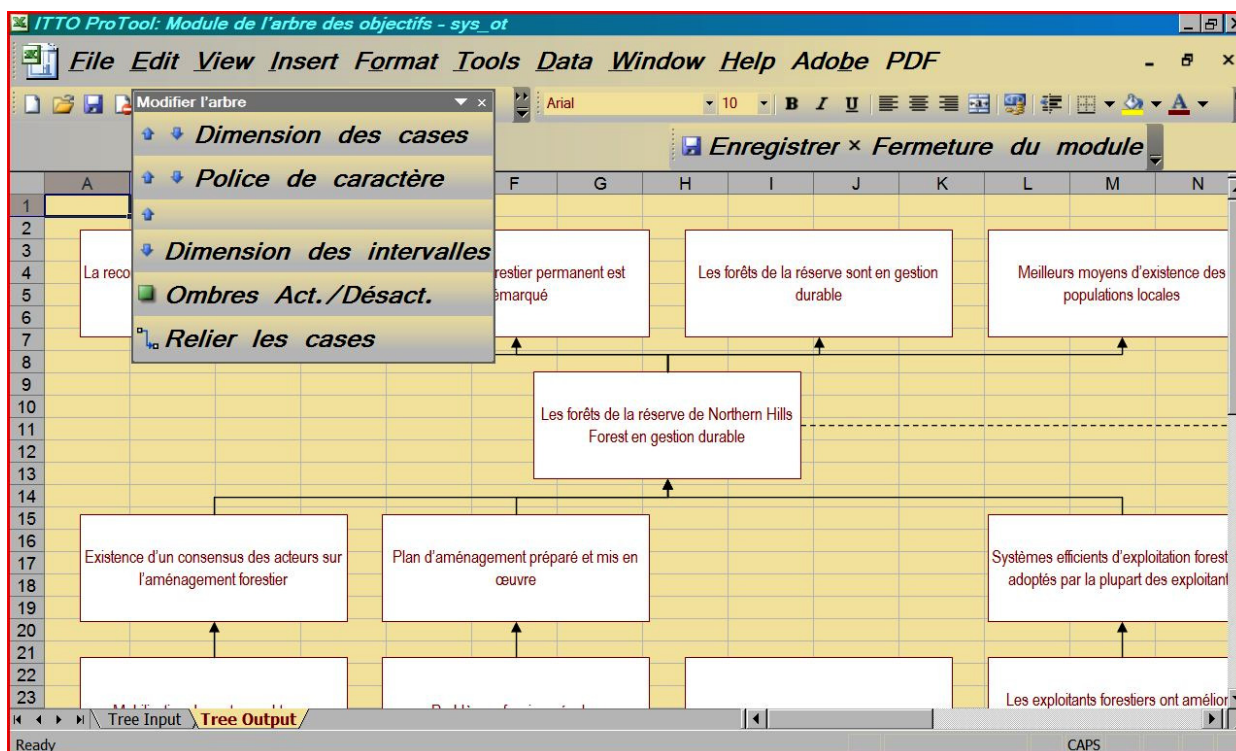 ITTO ProTool: Module de l'arbre des objectifs - sys_ot
File Edit View Insert Format Tools Data Window Help Adobe PDF
Modifier l'arbre
Arial
10
B I U
Dimension des cases
Police de caractère
Dimension des intervalles
Ombres Act./Désact.
Relier les cases
Enregistrer × Fermeture du module
A F G H I J K L M N
1
2
3
4
5
6
7
8
9
10
11
12
13
14
15
16
17
18
19
20
21
22
23
La reco
restier permanent est
émarqué
Les forêts de la réserve sont en gestion
durable
Meilleurs moyens d'existence des
populations locales
Les forêts de la réserve de Northern Hills
Forest en gestion durable
Existence d'un consensus des acteurs sur
l'aménagement forestier
Plan d'aménagement préparé et mis en
œuvre
Systèmes efficients d'exploitation forest
adoptés par la plupart des exploitant
Les exploitants forestiers ont amélior
Tree Input Tree Output
Ready
CAPS